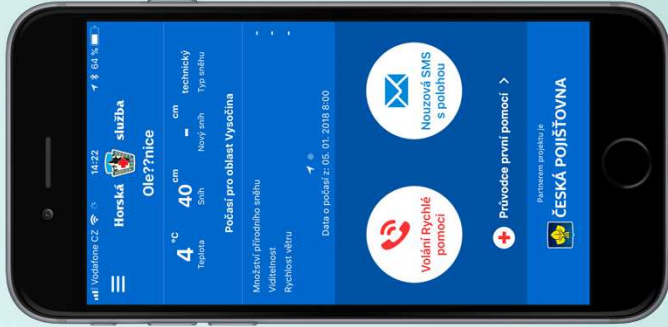 Vodafone CZ 14:22 64 %
Horská služba
Ole??nice
4 °C
Teplota
40 cm
Sníh
- cm
Nový sníh
technický
Typ sněhu
Počasí pro oblast Vysočina
Množství přírodního sněhu -
Viditelnost -
Rychlost větru -
Data o počasí z: 05. 01. 2018 8:00
Volání Rychlé
pomoci
Nouzová SMS
s polohou
Průvodce první pomocí >
Partnerem projektu je
ČESKÁ POJIŠŤOVNA